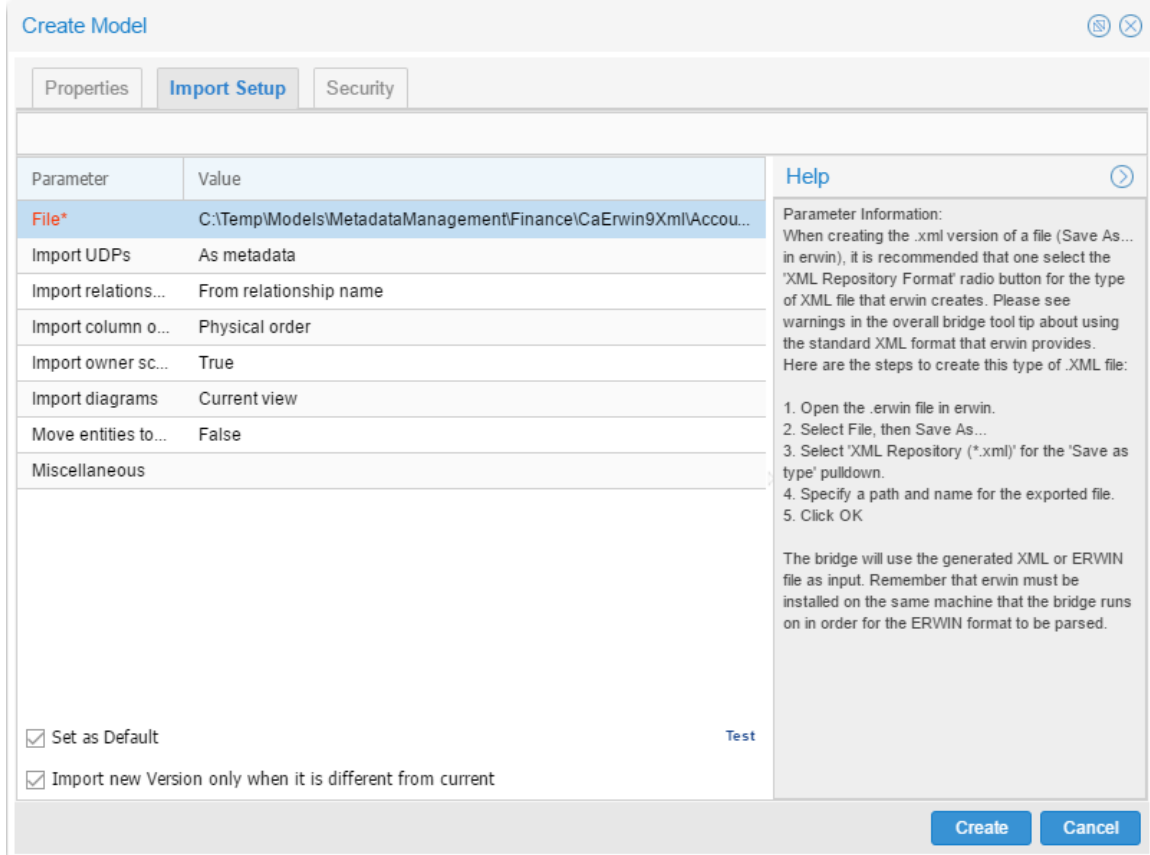 Create Model
Properties
Import Setup
Security
Parameter Value
File* C:\Temp\Models\MetadataManagement\Finance\CaErwin9Xml\Accou...
Import UDPs As metadata
Import relations... From relationship name
Import column o... Physical order
Import owner sc... True
Import diagrams Current view
Move entities to... False
Miscellaneous
Set as Default
Test
Import new Version only when it is different from current
Help
Parameter Information:
When creating the .xml version of a file (Save As...
in erwin), it is recommended that one select the
'XML Repository Format' radio button for the type
of XML file that erwin creates. Please see
warnings in the overall bridge tool tip about using
the standard XML format that erwin provides.
Here are the steps to create this type of .XML file:
1. Open the .erwin file in erwin.
2. Select File, then Save As...
3. Select 'XML Repository (*.xml)' for the 'Save as
type' pulldown.
4. Specify a path and name for the exported file.
5. Click OK
The bridge will use the generated XML or ERWIN
file as input. Remember that erwin must be
installed on the same machine that the bridge runs
on in order for the ERWIN format to be parsed.
Create
Cancel